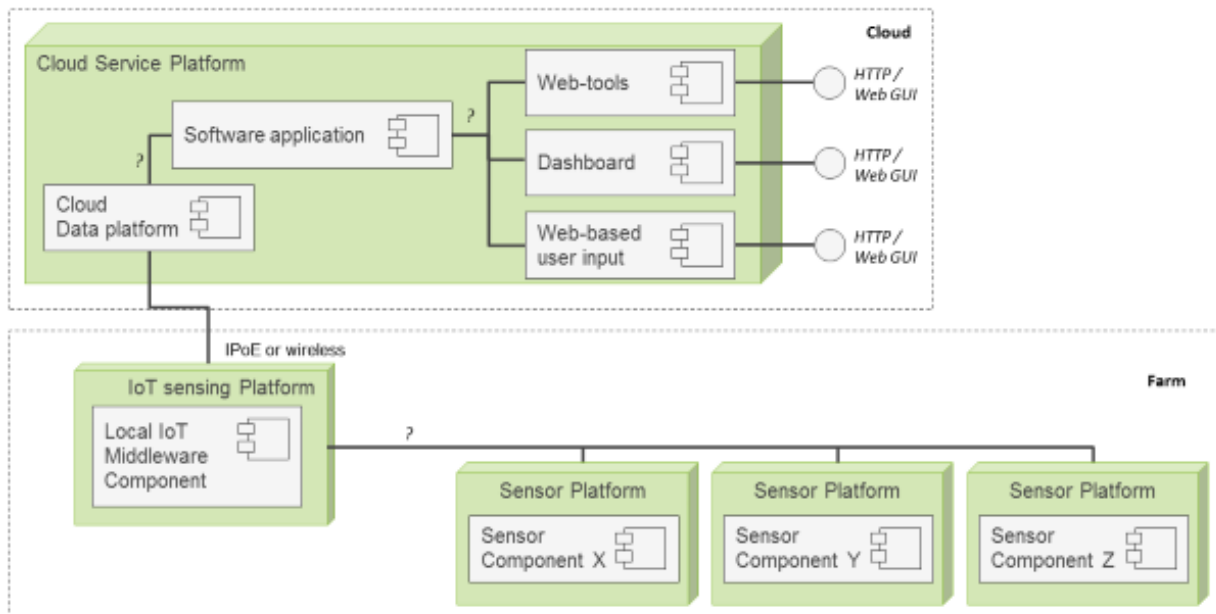 Cloud
Cloud Service Platform
Web-tools
HTTP /
Web GUI
Software application
?
?
Dashboard
HTTP /
Web GUI
Cloud
Data platform
Web-based
user input
HTTP /
Web GUI
IPoE or wireless
IoT sensing Platform
Farm
Local IoT
Middleware
Component
?
Sensor Platform
Sensor
Component X
Sensor Platform
Sensor
Component Y
Sensor Platform
Sensor
Component Z